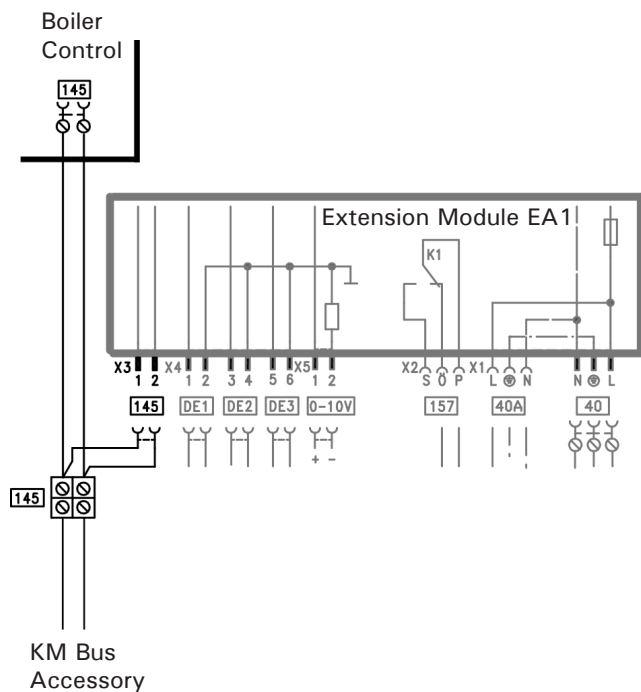 Boiler
Control
145
Extension Module EA1
K1
X3 1 2 X4 1 2 3 4 5 6 X5 1 2 X2 S Ö P X1 L N N L
145 DE1 DE2 DE3 0-10V 157 40A 40
+ -
145
KM Bus
Accessory